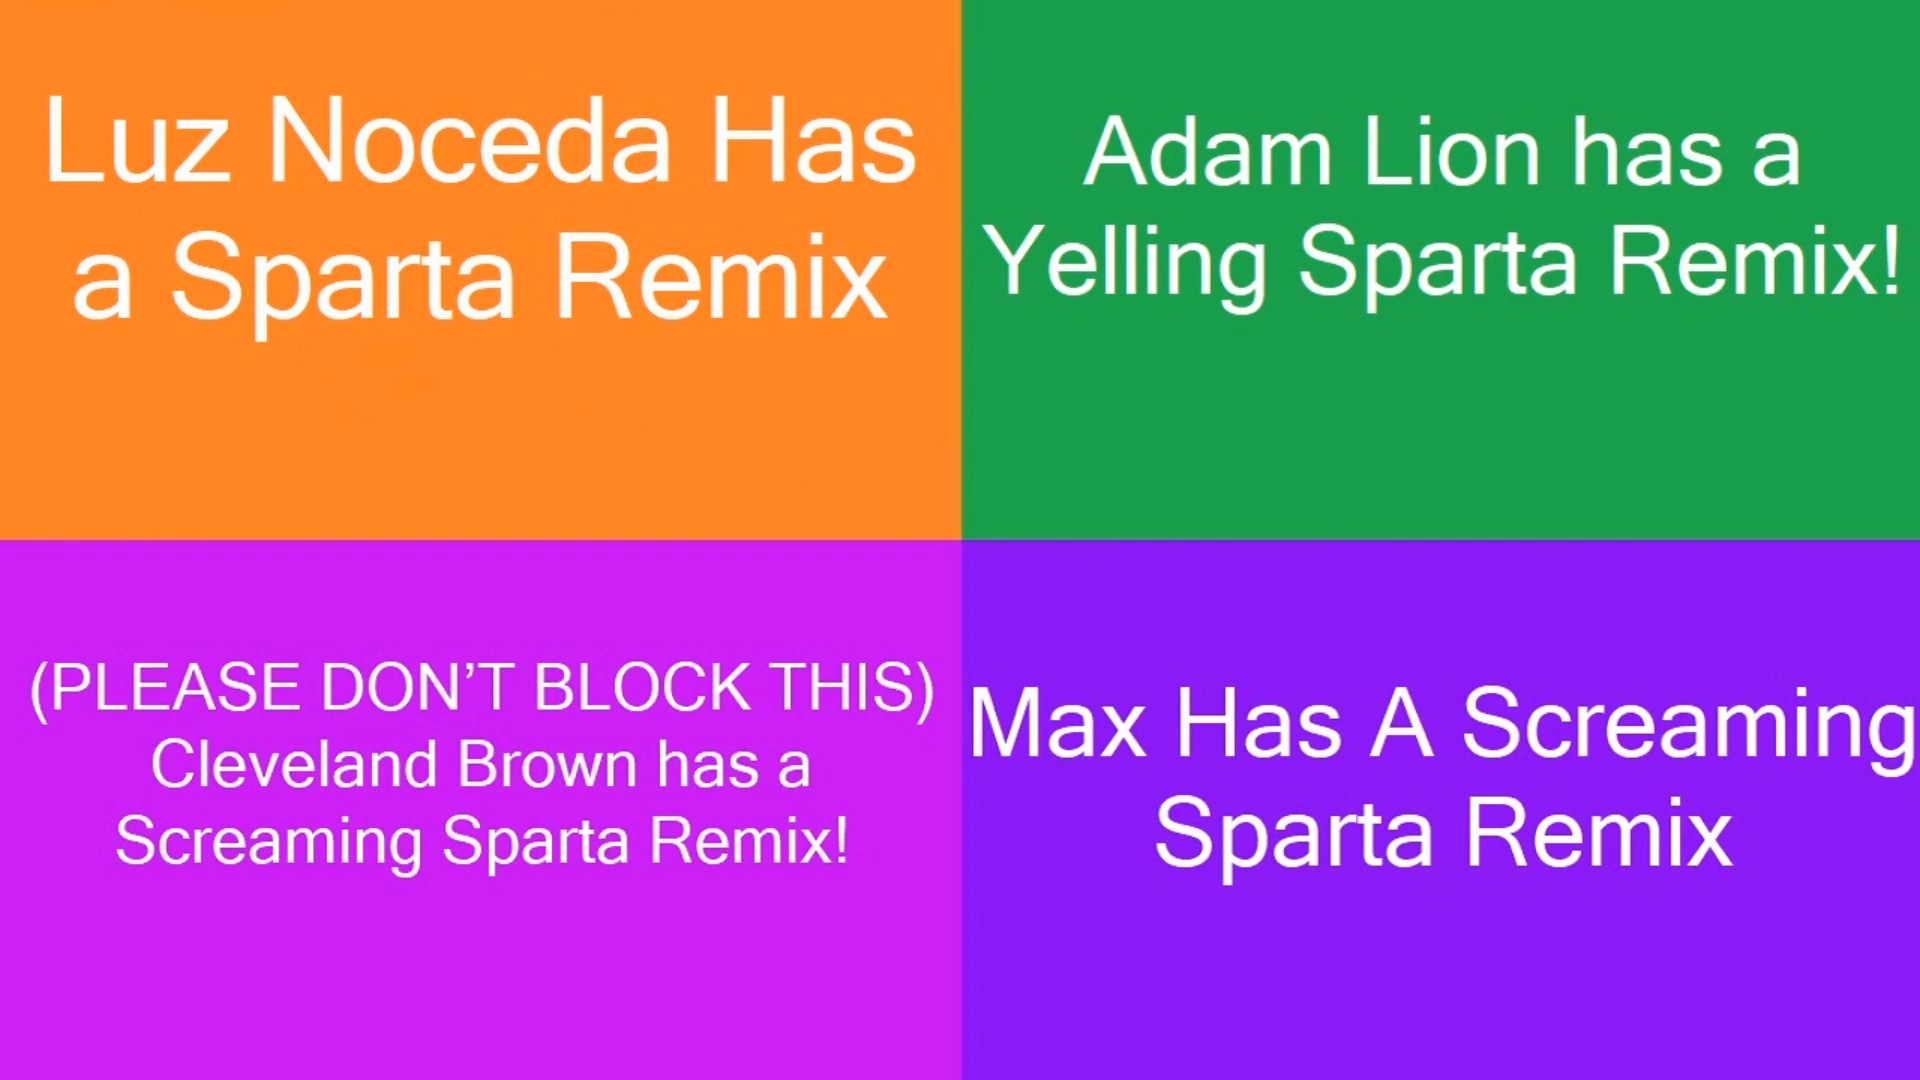 Luz Noceda Has
a Sparta Remix
Adam Lion has a
Yelling Sparta Remix!
(PLEASE DON’T BLOCK THIS)
Cleveland Brown has a
Screaming Sparta Remix!
Max Has A Screaming
Sparta Remix